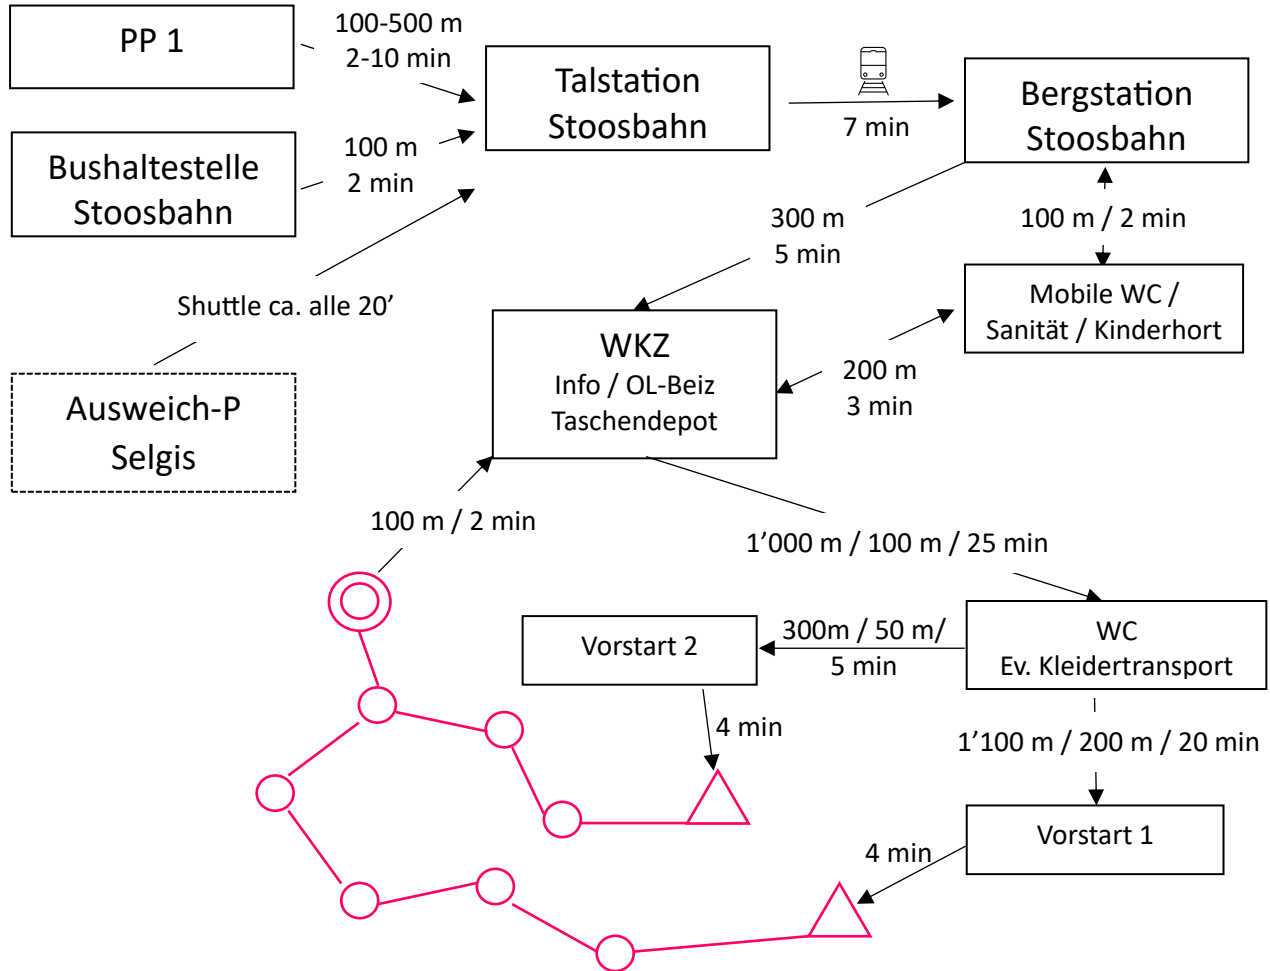 PP 1
100-500 m
2-10 min
Talstation
Stoosbahn
7 min
Bergstation
Stoosbahn
Bushaltestelle
Stoosbahn
100 m
2 min
300 m
5 min
100 m / 2 min
Shuttle ca. alle 20’
Mobile WC /
Sanität / Kinderhort
WKZ
Info / OL-Beiz
Taschendepot
200 m
3 min
Ausweich-P
Selgis
100 m / 2 min
1’000 m / 100 m / 25 min
Vorstart 2
300m / 50 m/
5 min
WC
Ev. Kleidertransport
4 min
1’100 m / 200 m / 20 min
Vorstart 1
4 min